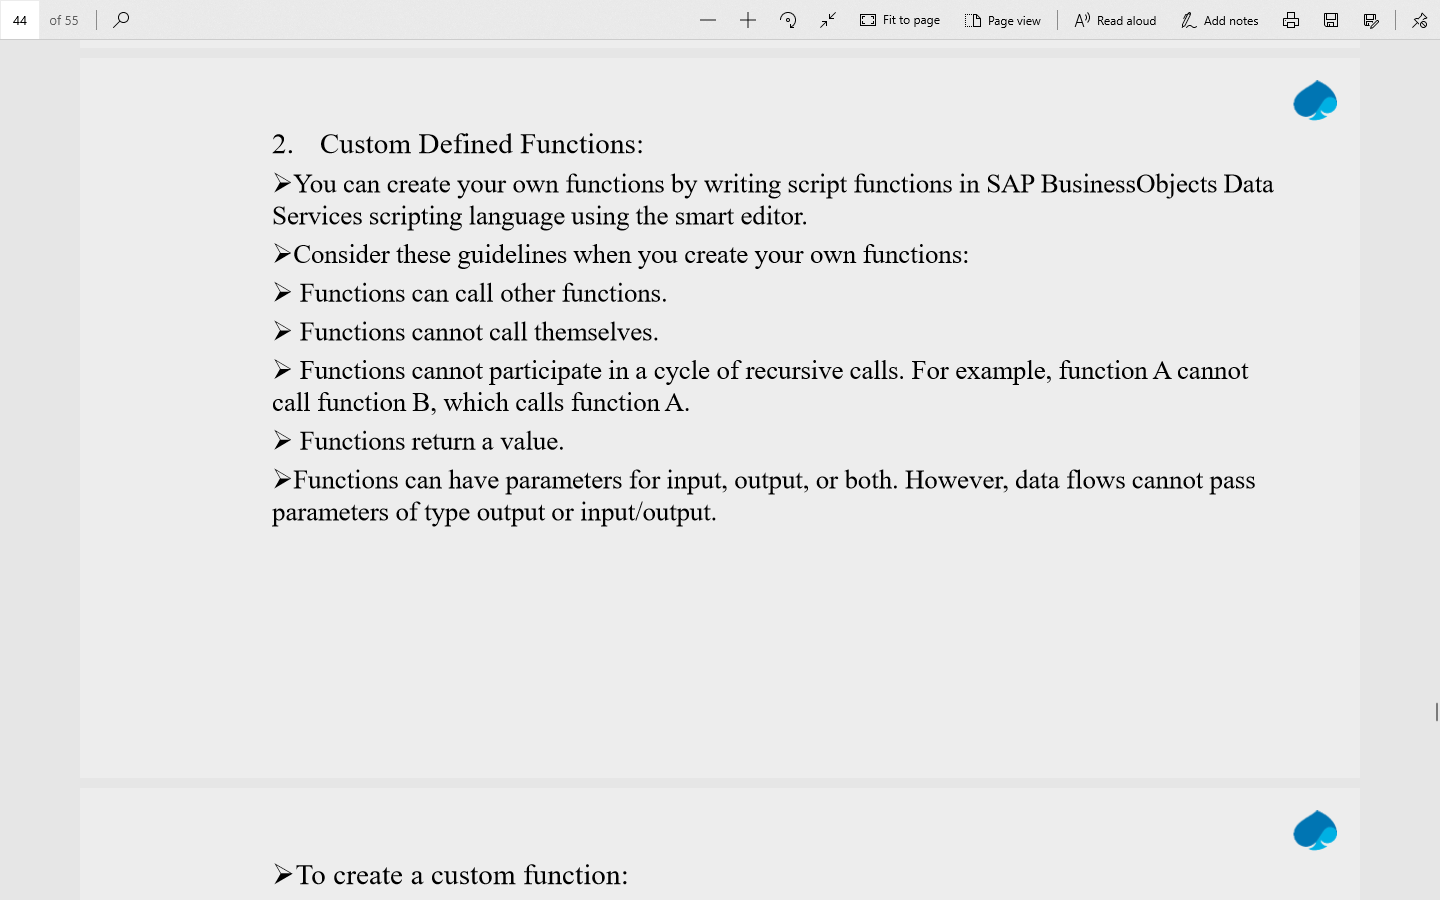 44 of 55 Fit to page Page view Read aloud Add notes
2. Custom Defined Functions:
➢You can create your own functions by writing script functions in SAP BusinessObjects Data
Services scripting language using the smart editor.
➢Consider these guidelines when you create your own functions:
➢ Functions can call other functions.
➢ Functions cannot call themselves.
➢ Functions cannot participate in a cycle of recursive calls. For example, function A cannot
call function B, which calls function A.
➢ Functions return a value.
➢Functions can have parameters for input, output, or both. However, data flows cannot pass
parameters of type output or input/output.
➢To create a custom function: